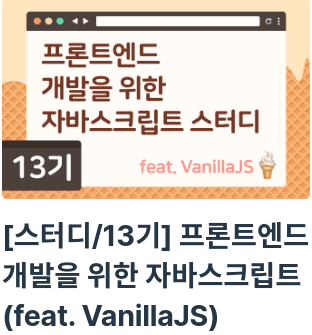 프론트엔드
개발을 위한
자바스크립트 스터디
13기
feat. VanillaJS
[스터디/13기] 프론트엔드
개발을 위한 자바스크립트
(feat. VanillaJS)